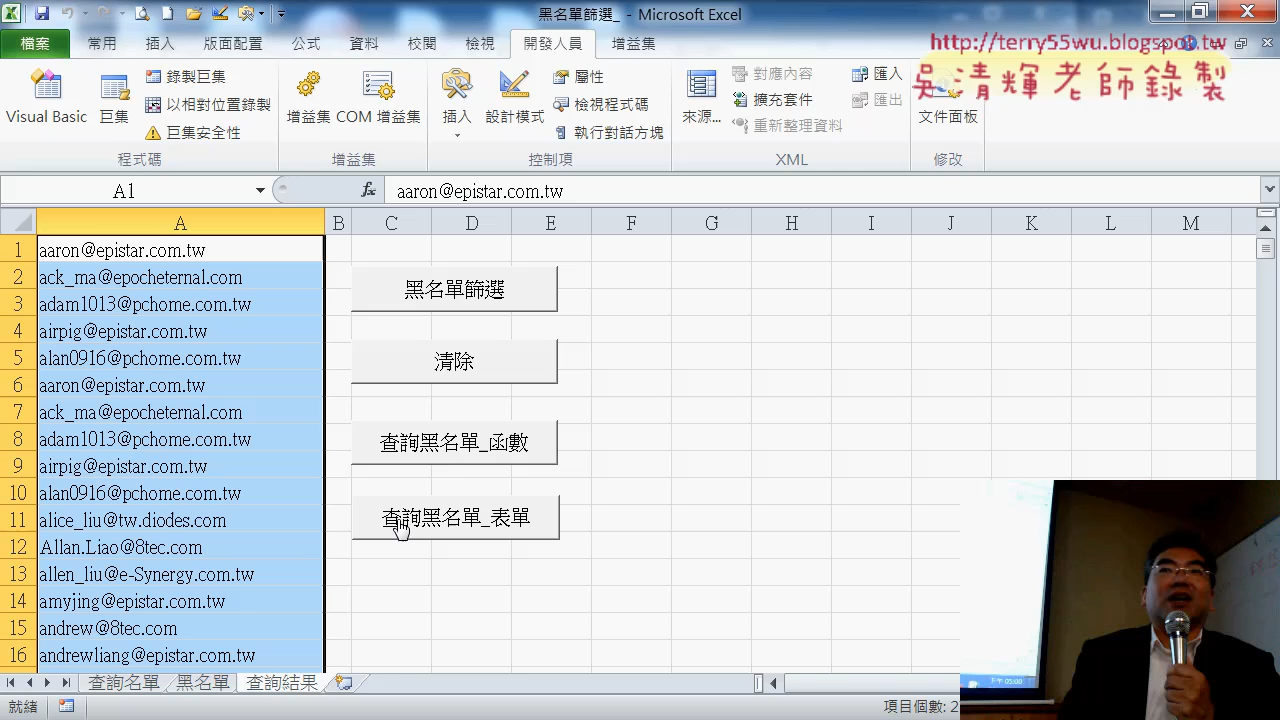 黑名單篩選_ - Microsoft Excel
檔案 常用 插入 版面配置 公式 資料 校閱 檢視 開發人員 增益集
http://terry55wu.blogspot.tw
吳清輝老師錄製
Visual Basic 巨集 錄製巨集 以相對位置錄製 巨集安全性 程式碼
增益集 COM 增益集 增益集
插入 設計模式 屬性 檢視程式碼 執行對話方塊 控制項
來源... 對應內容 擴充套件 重新整理資料 匯入 匯出 XML
文件面板 修改
A1 fx aaron@epistar.com.tw
A B C D E F G H I J K L M
1 aaron@epistar.com.tw
2 ack_ma@epocheternal.com
3 adam1013@pchome.com.tw
4 airpig@epistar.com.tw
5 alan0916@pchome.com.tw
6 aaron@epistar.com.tw
7 ack_ma@epocheternal.com
8 adam1013@pchome.com.tw
9 airpig@epistar.com.tw
10 alan0916@pchome.com.tw
11 alice_liu@tw.diodes.com
12 Allan.Liao@8tec.com
13 allen_liu@e-Synergy.com.tw
14 amyjing@epistar.com.tw
15 andrew@8tec.com
16 andrewliang@epistar.com.tw
黑名單篩選
清除
查詢黑名單_函數
查詢黑名單_表單
查詢名單 黑名單 查詢結果
就緒 項目個數: 2
下午 05:00